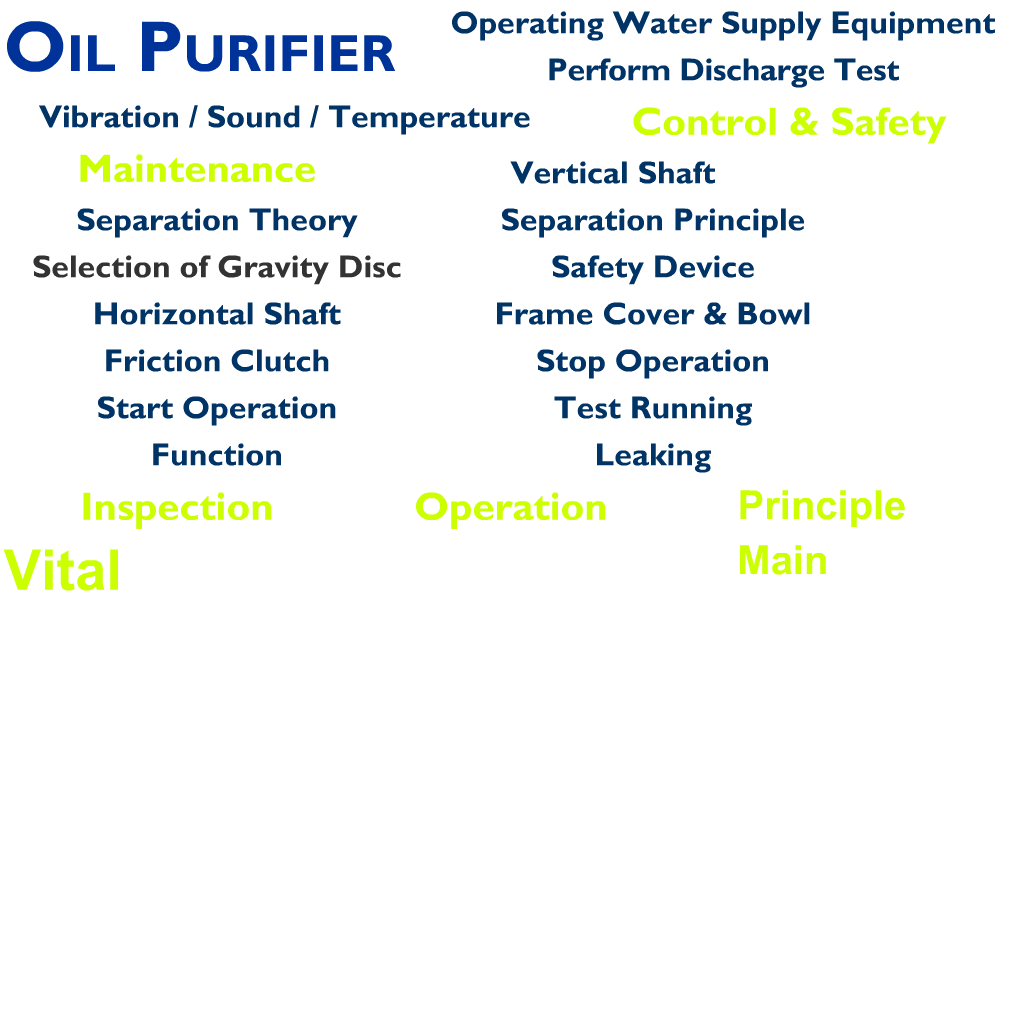 OIL PURIFIER
Operating Water Supply Equipment
Perform Discharge Test
Vibration / Sound / Temperature
Control & Safety
Maintenance
Vertical Shaft
Separation Theory
Separation Principle
Selection of Gravity Disc
Safety Device
Horizontal Shaft
Frame Cover & Bowl
Friction Clutch
Stop Operation
Start Operation
Test Running
Function
Leaking
Inspection
Operation
Principle
Vital
Main